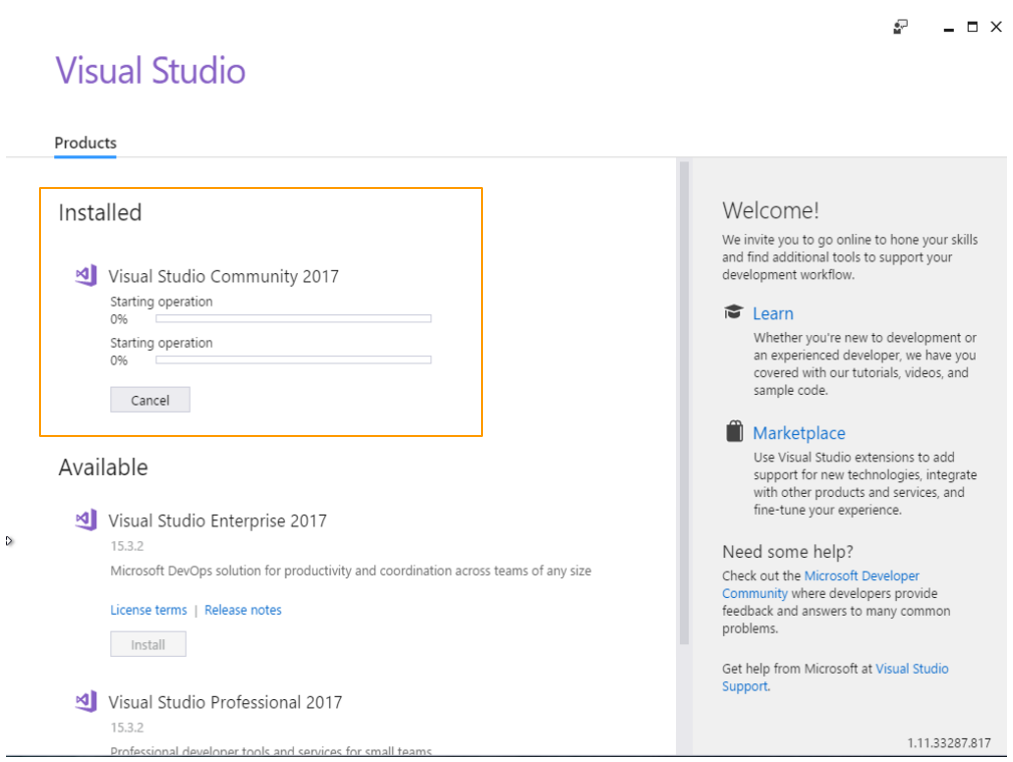 Visual Studio
Products
Installed
Visual Studio Community 2017
Starting operation
0%
Starting operation
0%
Cancel
Available
Visual Studio Enterprise 2017
15.3.2
Microsoft DevOps solution for productivity and coordination across teams of any size
License terms | Release notes
Install
Visual Studio Professional 2017
15.3.2
Professional developer tools and services for small teams
Welcome!
We invite you to go online to hone your skills
and find additional tools to support your
development workflow.
Learn
Whether you're new to development or
an experienced developer, we have you
covered with our tutorials, videos, and
sample code.
Marketplace
Use Visual Studio extensions to add
support for new technologies, integrate
with other products and services, and
fine-tune your experience.
Need some help?
Check out the Microsoft Developer
Community where developers provide
feedback and answers to many common
problems.
Get help from Microsoft at Visual Studio
Support.
1.11.33287.817